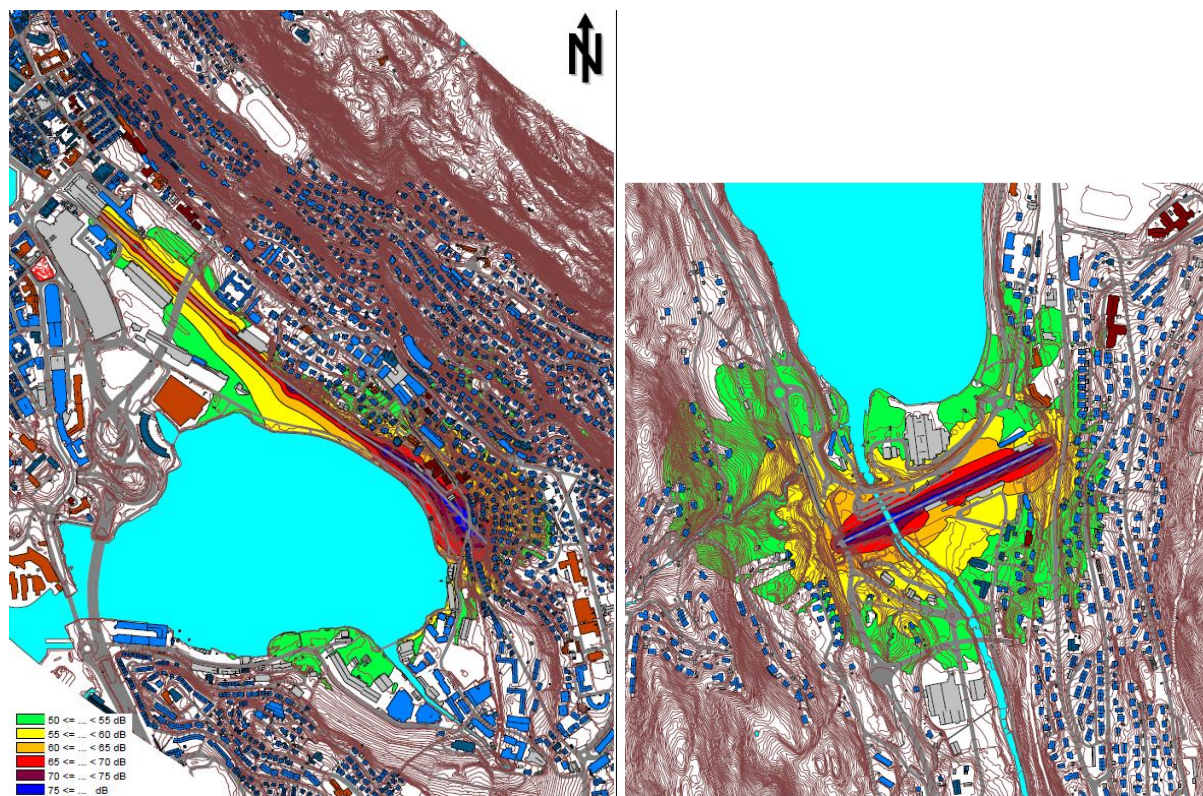 N
50 <= ... < 55 dB
55 <= ... < 60 dB
60 <= ... < 65 dB
65 <= ... < 70 dB
70 <= ... < 75 dB
75 <= ... dB